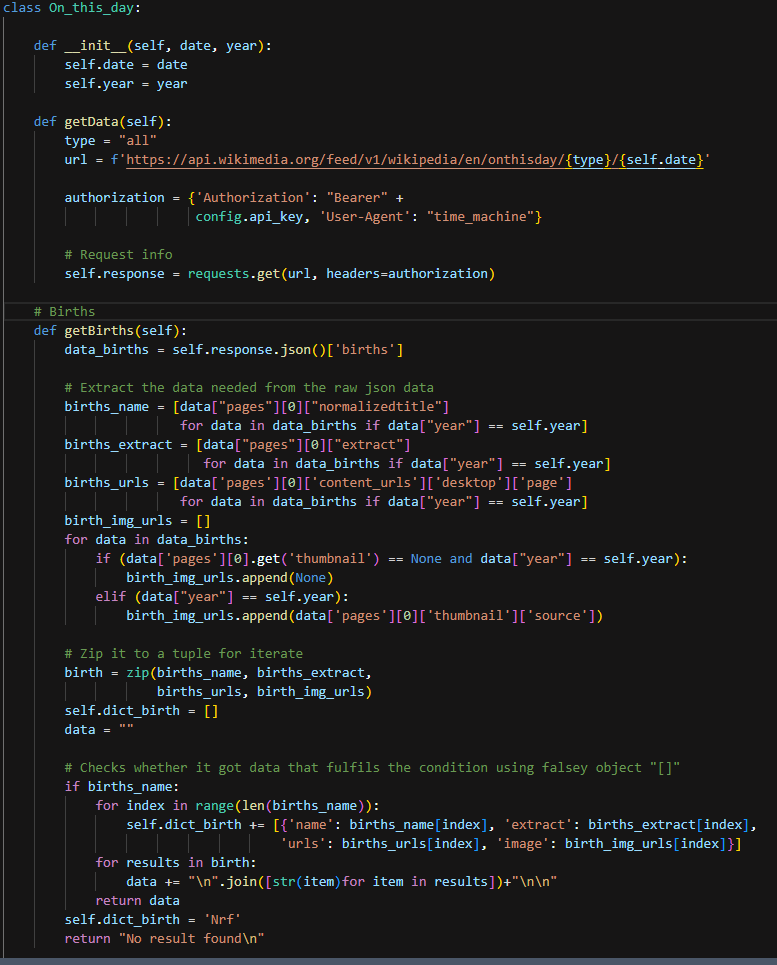 class On_this_day:
    def __init__(self, date, year):
        self.date = date
        self.year = year
    def getData(self):
        type = "all"
        url = f'https://api.wikimedia.org/feed/v1/wikipedia/en/onthisday/{type}/{self.date}'
        authorization = {'Authorization': "Bearer" +
                         config.api_key, 'User-Agent': "time_machine"}
        # Request info
        self.response = requests.get(url, headers=authorization)
    # Births
    def getBirths(self):
        data_births = self.response.json()['births']
        # Extract the data needed from the raw json data
        births_name = [data["pages"][0]["normalizedtitle"]
                       for data in data_births if data["year"] == self.year]
        births_extract = [data["pages"][0]["extract"]
                          for data in data_births if data["year"] == self.year]
        births_urls = [data['pages'][0]['content_urls']['desktop']['page']
                       for data in data_births if data["year"] == self.year]
        birth_img_urls = []
        for data in data_births:
            if (data['pages'][0].get('thumbnail') == None and data["year"] == self.year):
                birth_img_urls.append(None)
            elif (data["year"] == self.year):
                birth_img_urls.append(data['pages'][0]['thumbnail']['source'])
        # Zip it to a tuple for iterate
        birth = zip(births_name, births_extract,
                    births_urls, birth_img_urls)
        self.dict_birth = []
        data = ""
        # Checks whether it got data that fulfils the condition using falsey object "[]"
        if births_name:
            for index in range(len(births_name)):
                self.dict_birth += [{'name': births_name[index], 'extract': births_extract[index],
                                    'urls': births_urls[index], 'image': birth_img_urls[index]}]
            for results in birth:
                data += "\n".join([str(item)for item in results])+"\n\n"
            return data
        self.dict_birth = 'Nrf'
        return "No result found\n"